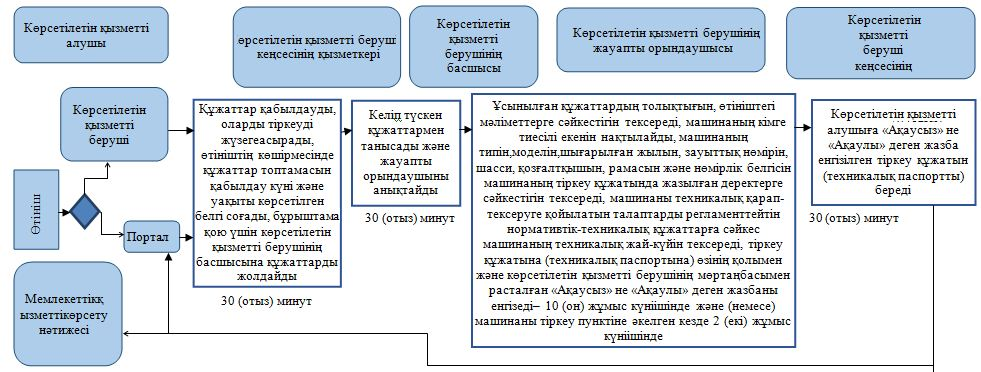 Көрсетілетін қызметті
алушы
өрсетілетін қызметті беруш
кеңсесінің қызметкері
Көрсетілетін
қызметті
берушінің
басшысы
Көрсетілетін қызметті берушінің
жауапты орындаушысы
Көрсетілетін
қызметті
беруші
кеңсесінің
Өтініш
Көрсетілетін
қызметті
беруші
Портал
Құжаттар қабылдауды,
оларды тіркеуді
жүзегеасырады,
өтініштің көшірмесінде
құжаттар топтамасын
қабылдау күні және
уақыты көрсетілген
белгі соғады, бұрыштама
қою үшін көрсетілетін
қызметті берушінің
басшысына құжаттарды
жолдайды
30 (отыз) минут
Келіп түскен
құжаттармен
танысады және
жауапты
орындаушыны
анықтайды
30 (отыз) минут
Ұсынылған құжаттардың толықтығын, өтініштегі
мәліметтерге сәйкестігін тексереді, машинаның кімге
тиесілі екенін нақтылайды, машинаның
типін,моделін,шығарылған жылын, зауыттық нөмірін,
шасси, қозғалтқышын, рамасын және нөмірлік белгісін
машинаның тіркеу құжатында жазылған деректерге
сәйкестігін тексереді, машинаны техникалық қарап-
тексеруге қойылатын талаптарды регламенттейтін
нормативтік-техникалық құжаттарға сәйкес
машинаның техникалық жай-күйін тексереді, тіркеу
құжатына (техникалық паспортына) өзінің қолымен
және көрсетілетін қызметті берушінің мөртаңбасымен
расталған «Ақаусыз» не «Ақаулы» деген жазбаны
енгізеді– 10 (он) жұмыс күнішінде және (немесе)
машинаны тіркеу пунктіне әкелген кезде 2 (екі) жұмыс
күнішінде
Көрсетілетін қызметті
алушыға «Ақаусыз» не
«Ақаулы» деген жазба
енгізілген тіркеу құжатын
(техникалық паспортты)
береді
30 (отыз) минут
Мемлекеттікқ
ызметтікөрсету
нәтижесі